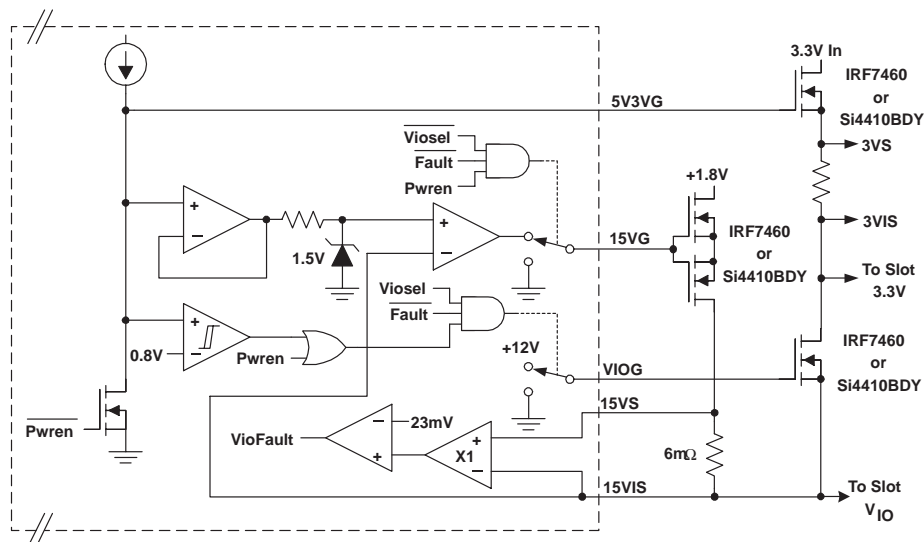 3.3V In
IRF7460
or
Si4410BDY
5V3VG
3VS
Viosel
Fault
Pwren
+1.8V
3VIS
IRF7460
or
Si4410BDY
15VG
1.5V
To Slot
3.3V
Viosel
Fault
0.8V
Pwren
+12V
VIOG
IRF7460
or
Si4410BDY
Pwren
15VS
23mV
VioFault
X1
6mΩ
15VIS
To Slot
VIO